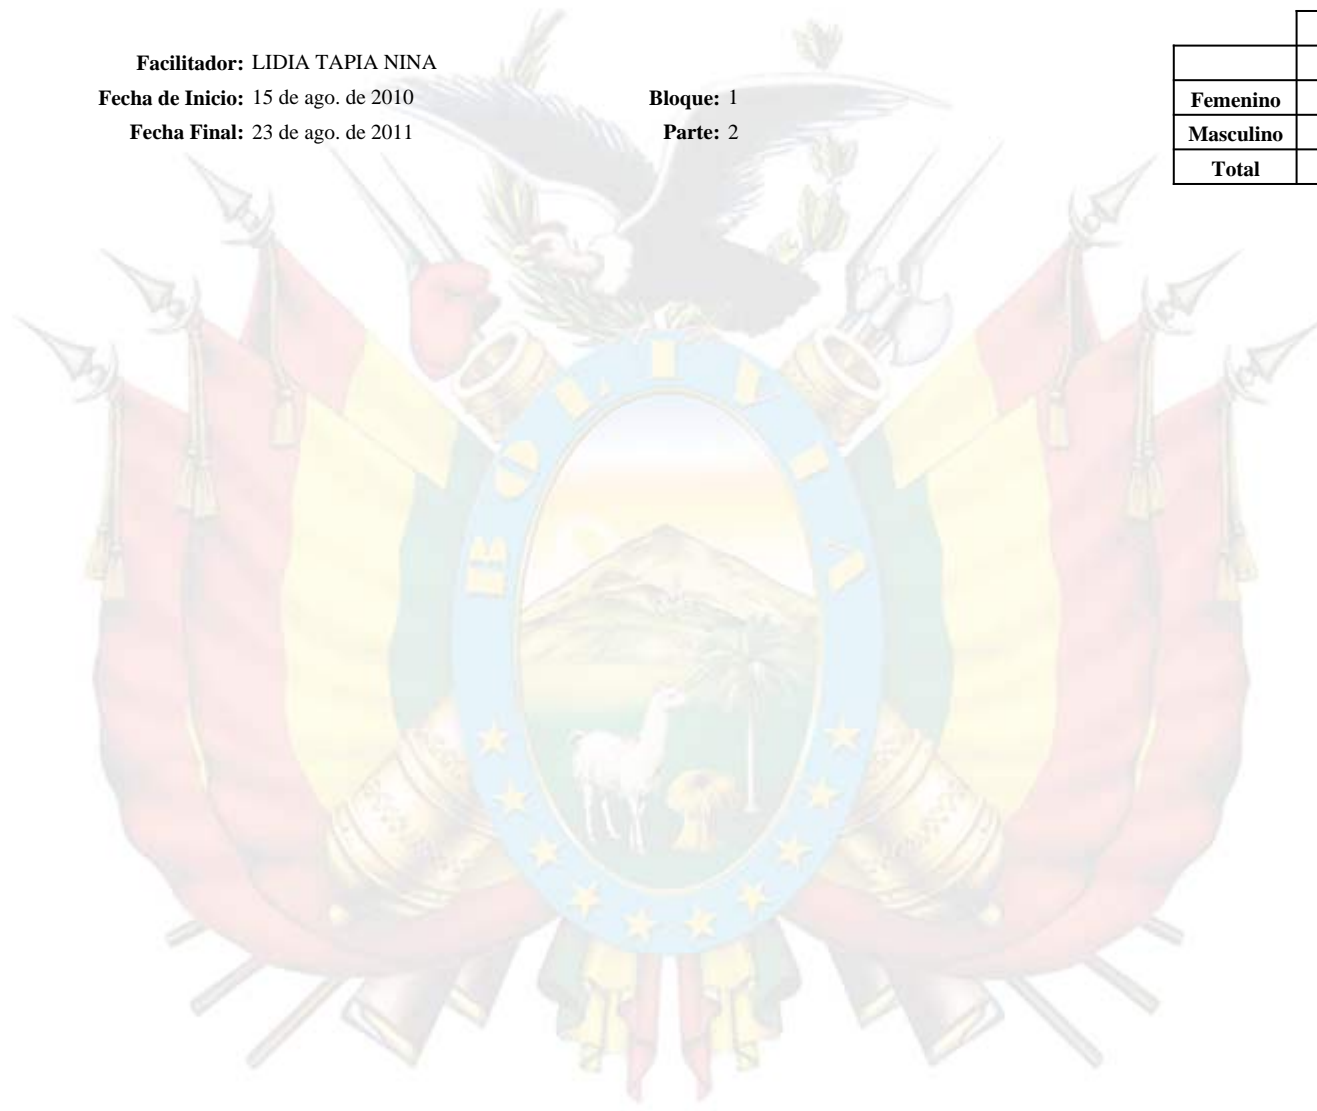 Facilitador: LIDIA TAPIA NINA
Fecha de Inicio: 15 de ago. de 2010 Bloque: 1
Fecha Final: 23 de ago. de 2011 Parte: 2
Femenino
Masculino
Total
BOLIVIA